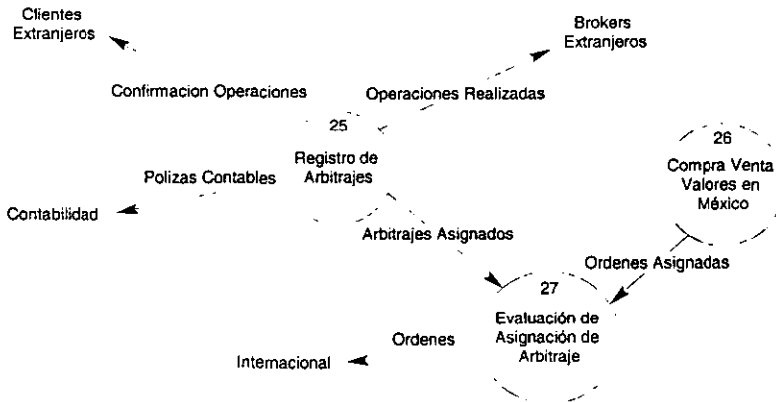 Clientes
Extranjeros
Brokers
Extranjeros
Confirmacion Operaciones
Operaciones Realizadas
25
Registro de
Arbitrajes
26
Compra Venta
Valores en
México
Polizas Contables
Contabilidad
Arbitrajes Asignados
Ordenes Asignadas
27
Evaluación de
Asignación de
Arbitraje
Ordenes
Internacional